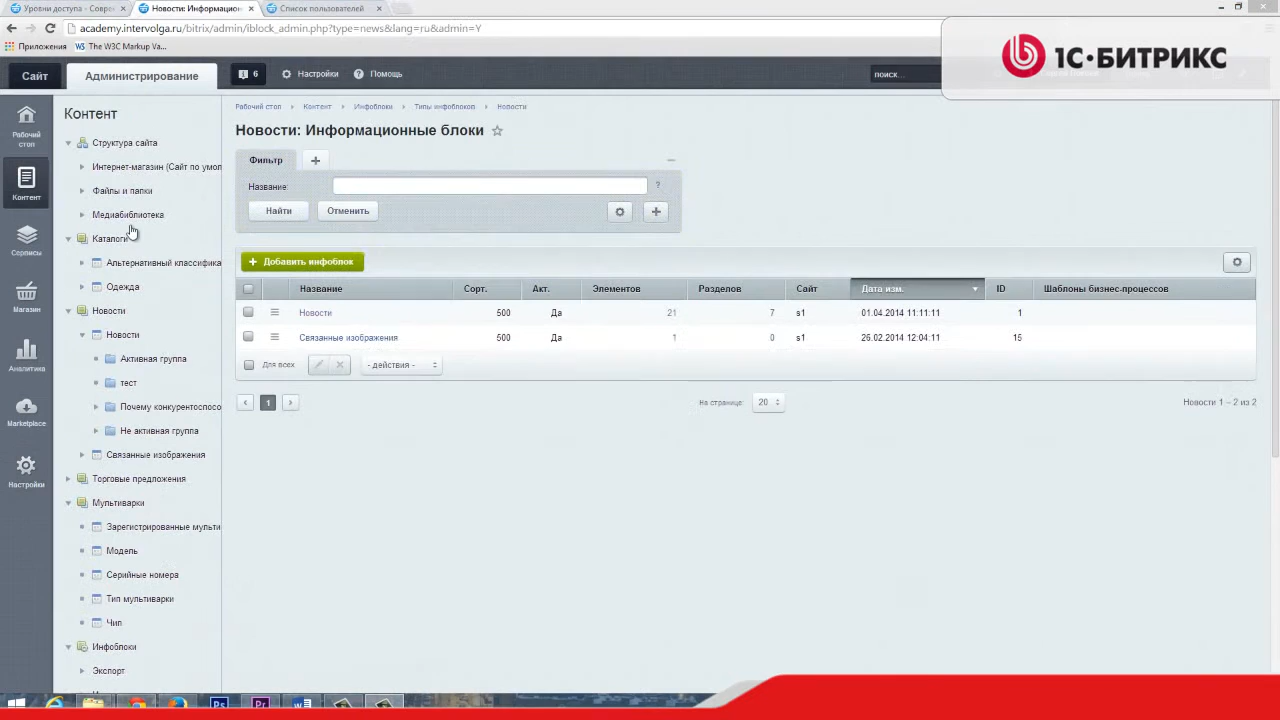 Уровни доступа - Соврем
Новости: Информацион
Список пользователей
academy.intervolga.ru/bitrix/admin/iblock_admin.php?type=news&lang=ru&admin=Y
Приложения
The W3C Markup Va...
1С·БИТРИКС
Сайт
Администрирование
6
Настройки
Помощь
поиск...
Рабочий стол
Контент
Сервисы
Магазин
Аналитика
Marketplace
Настройки
Контент
Структура сайта
Интернет-магазин (Сайт по умол
Файлы и папки
Медиабиблиотека
Каталоги
Альтернативный классифика
Одежда
Новости
Новости
Активная группа
тест
Почему конкурентоспосо
Не активная группа
Связанные изображения
Торговые предложения
Мультиварки
Зарегистрированные мульти
Модель
Серийные номера
Тип мультиварки
Чип
Инфоблоки
Экспорт
Рабочий стол Контент Инфоблоки Типы инфоблоков Новости
Новости: Информационные блоки
Фильтр
Название: ?
Найти Отменить
Добавить инфоблок
Название Сорт. Акт. Элементов Разделов Сайт Дата изм. ID Шаблоны бизнес-процессов
Новости 500 Да 21 7 s1 01.04.2014 11:11:11 1
Связанные изображения 500 Да 1 0 s1 26.02.2014 12:04:11 15
Для всех - действия -
1 На странице: 20 Новости 1 – 2 из 2